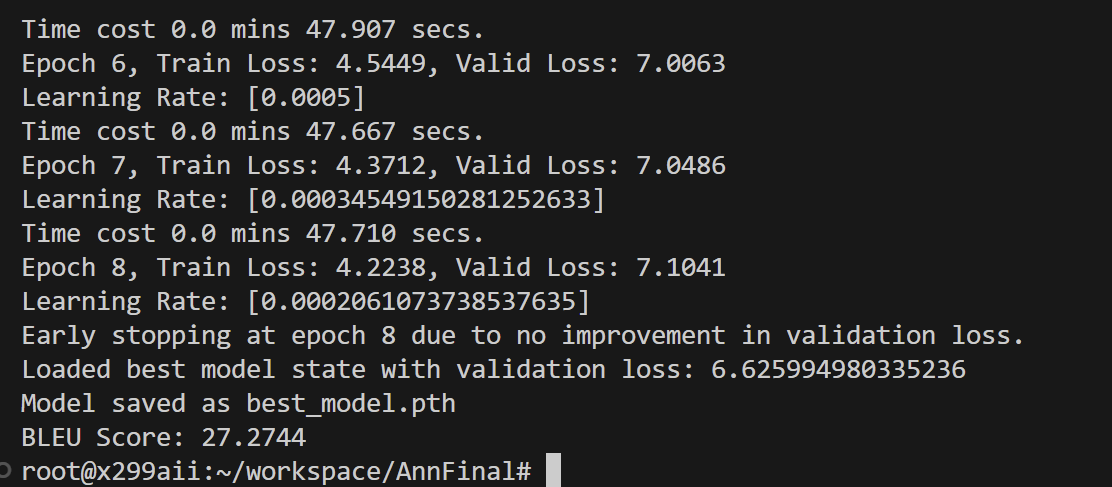 Time cost 0.0 mins 47.907 secs.
Epoch 6, Train Loss: 4.5449, Valid Loss: 7.0063
Learning Rate: [0.0005]
Time cost 0.0 mins 47.667 secs.
Epoch 7, Train Loss: 4.3712, Valid Loss: 7.0486
Learning Rate: [0.00034549150281252633]
Time cost 0.0 mins 47.710 secs.
Epoch 8, Train Loss: 4.2238, Valid Loss: 7.1041
Learning Rate: [0.0002061073738537635]
Early stopping at epoch 8 due to no improvement in validation loss.
Loaded best model state with validation loss: 6.625994980335236
Model saved as best_model.pth
BLEU Score: 27.2744
root@x299aii:~/workspace/AnnFinal#